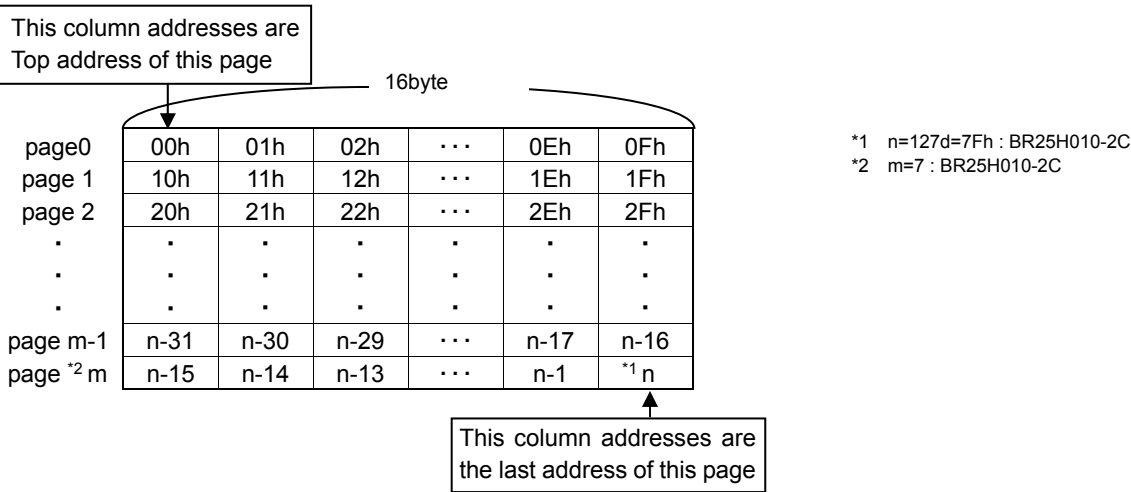 This column addresses are
Top address of this page
16byte
page0 00h 01h 02h ··· 0Eh 0Fh
page 1 10h 11h 12h ··· 1Eh 1Fh
page 2 20h 21h 22h ··· 2Eh 2Fh
· · · · · · ·
· · · · · · ·
· · · · · · ·
page m-1 n-31 n-30 n-29 ··· n-17 n-16
page *2 m n-15 n-14 n-13 ··· n-1 *1 n
*1 n=127d=7Fh : BR25H010-2C
*2 m=7 : BR25H010-2C
This column addresses are
the last address of this page